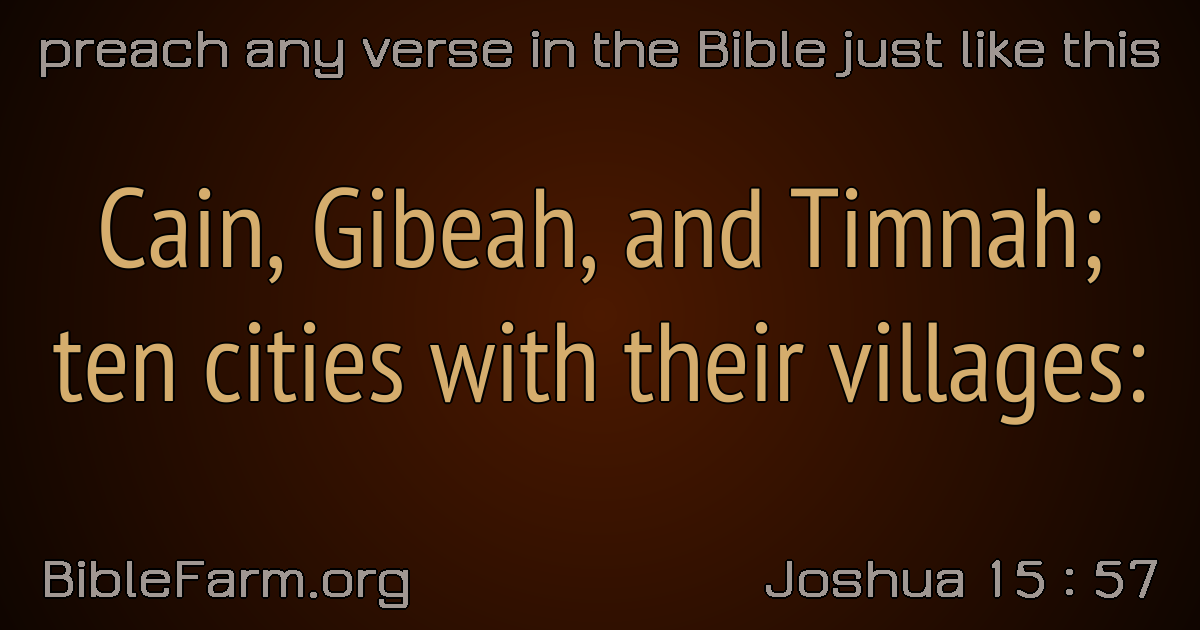 preach any verse in the Bible just like this
Cain, Gibeah, and Timnah;
ten cities with their villages:
BibleFarm.org
Joshua 15 : 57